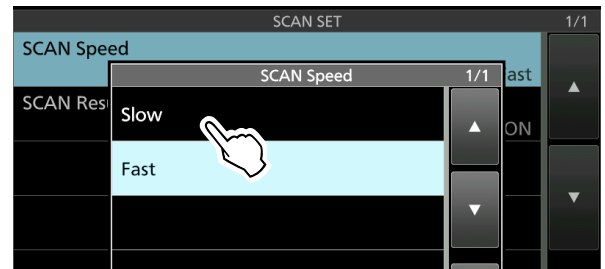 SCAN SET 1/1
SCAN Speed
SCAN Speed 1/1
ast
SCAN Res
Slow
ON
Fast